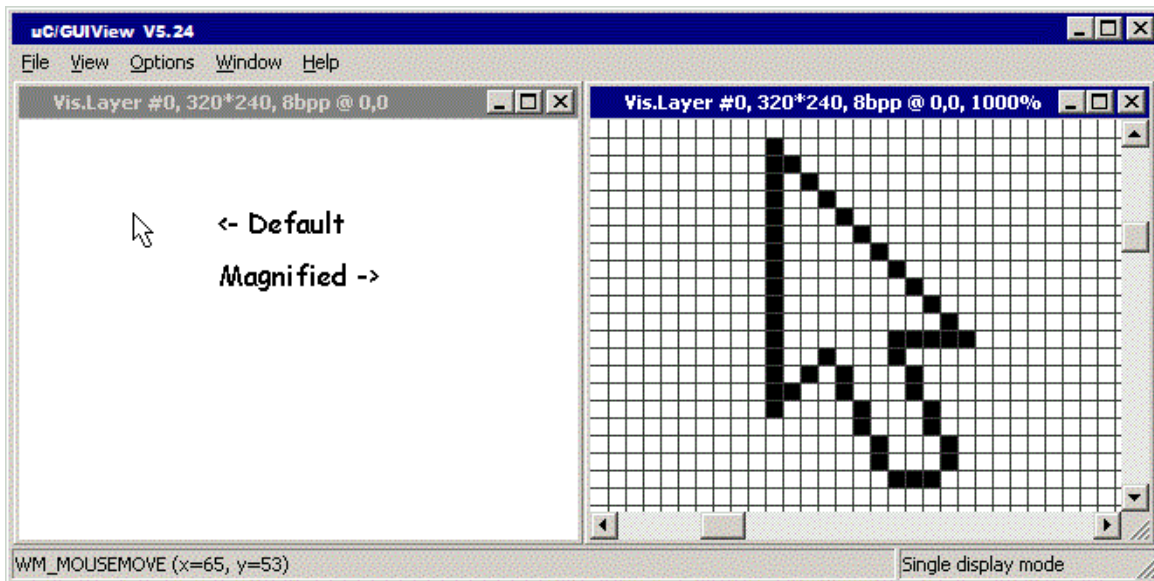 uC/GUIView V5.24
File View Options Window Help
Vis.Layer #0, 320*240, 8bpp @ 0,0
Vis.Layer #0, 320*240, 8bpp @ 0,0, 1000%
<- Default
Magnified ->
WM_MOUSEMOVE (x=65, y=53)
Single display mode